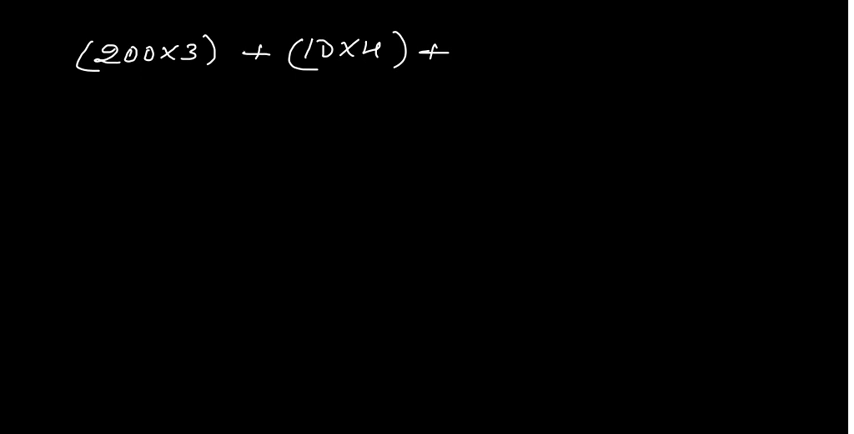 (200×3) + (10×4) +